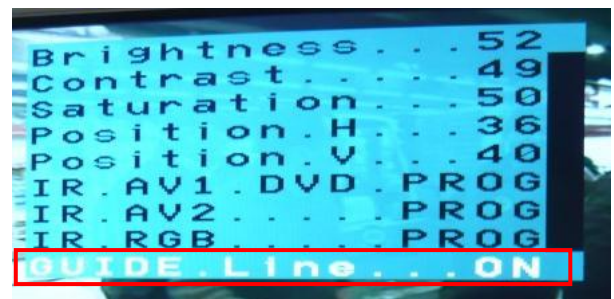 Brightness...52
Contrast.....49
Saturation...50
Position.H...36
Position.V...40
IR.AV1.DVD.PROG
IR.AV2.....PROG
IR.RGB.....PROG
GUIDE.Line...ON